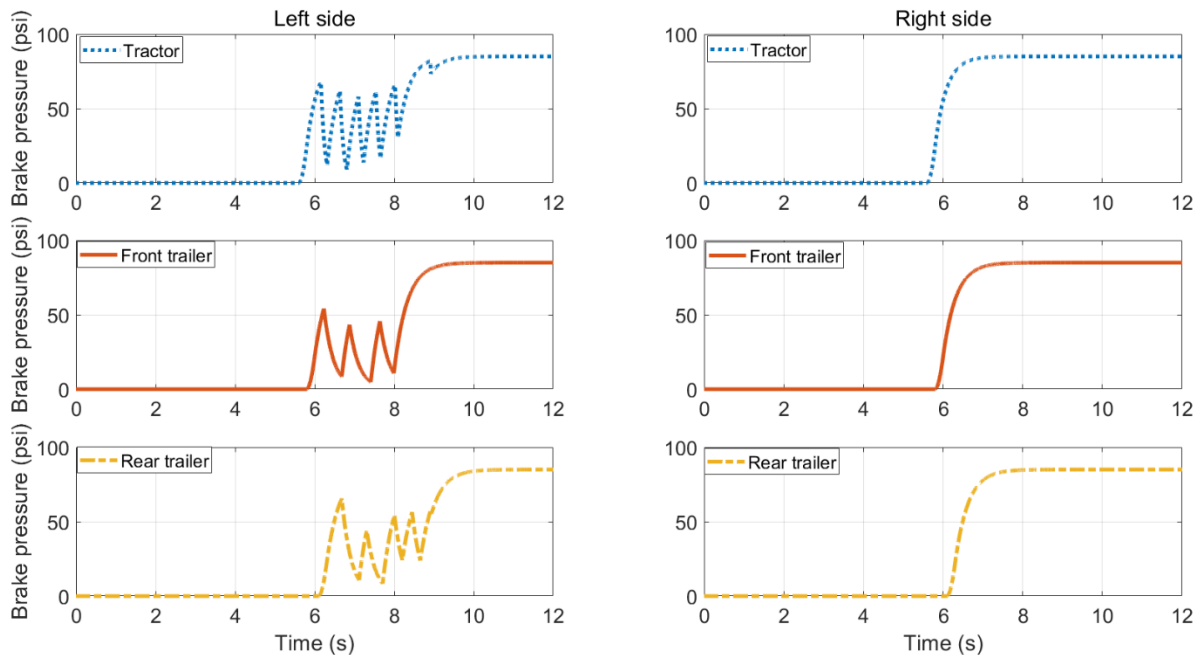 Left side
Right side
Brake pressure (psi)
100
50
0
Tractor
0 2 4 6 8 10 12
100
50
0
Tractor
0 2 4 6 8 10 12
Brake pressure (psi)
100
50
0
Front trailer
0 2 4 6 8 10 12
100
50
0
Front trailer
0 2 4 6 8 10 12
Brake pressure (psi)
100
50
0
Rear trailer
0 2 4 6 8 10 12
Time (s)
100
50
0
Rear trailer
0 2 4 6 8 10 12
Time (s)